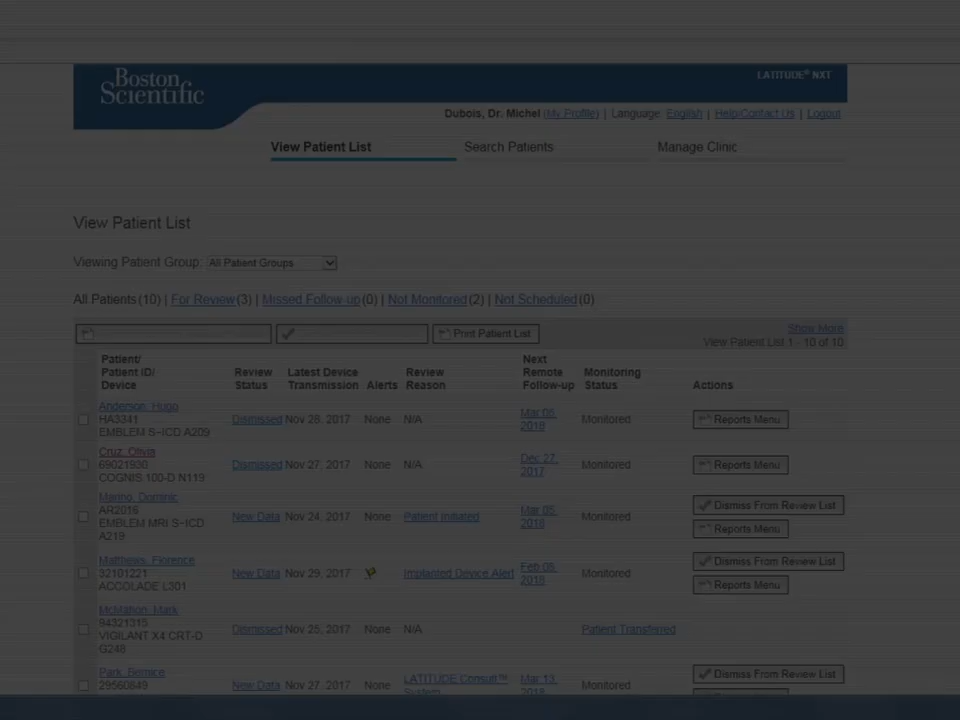 Boston
Scientific
LATITUDE® NXT
Dubois, Dr. Michel (My Profile) | Language: English | Help/Contact Us | Logout
View Patient List
Search Patients
Manage Clinic
View Patient List
Viewing Patient Group: All Patient Groups
All Patients (10) | For Review (3) | Missed Follow-up (0) | Not Monitored (2) | Not Scheduled (0)
Print Patient List
Show More
View Patient List 1 - 10 of 10
Patient/
Patient ID/
Device
Review
Status
Latest Device
Transmission
Alerts
Review
Reason
Next
Remote
Follow-up
Monitoring
Status
Actions
Anderson, Hugo
HA3341
EMBLEM S-ICD A209
Dismissed Nov 28, 2017 None N/A
Mar 05,
2018
Monitored
Reports Menu
Cruz, Olivia
69021930
COGNIS 100-D N119
Dismissed Nov 27, 2017 None N/A
Dec 27,
2017
Monitored
Reports Menu
Marino, Dominic
AR2016
EMBLEM MRI S-ICD
A219
New Data Nov 24, 2017 None Patient Initiated
Mar 05,
2018
Monitored
Dismiss From Review List
Reports Menu
Matthews, Florence
32101221
ACCOLADE L301
New Data Nov 29, 2017
Implanted Device Alert
Feb 05,
2018
Monitored
Dismiss From Review List
Reports Menu
McMahon, Mark
94321315
VIGILANT X4 CRT-D
G248
Dismissed Nov 25, 2017 None N/A
Patient Transferred
Park, Bernice
29560849
New Data Nov 27, 2017 None
LATITUDE Consult™
System
Mar 13,
2018
Monitored
Dismiss From Review List